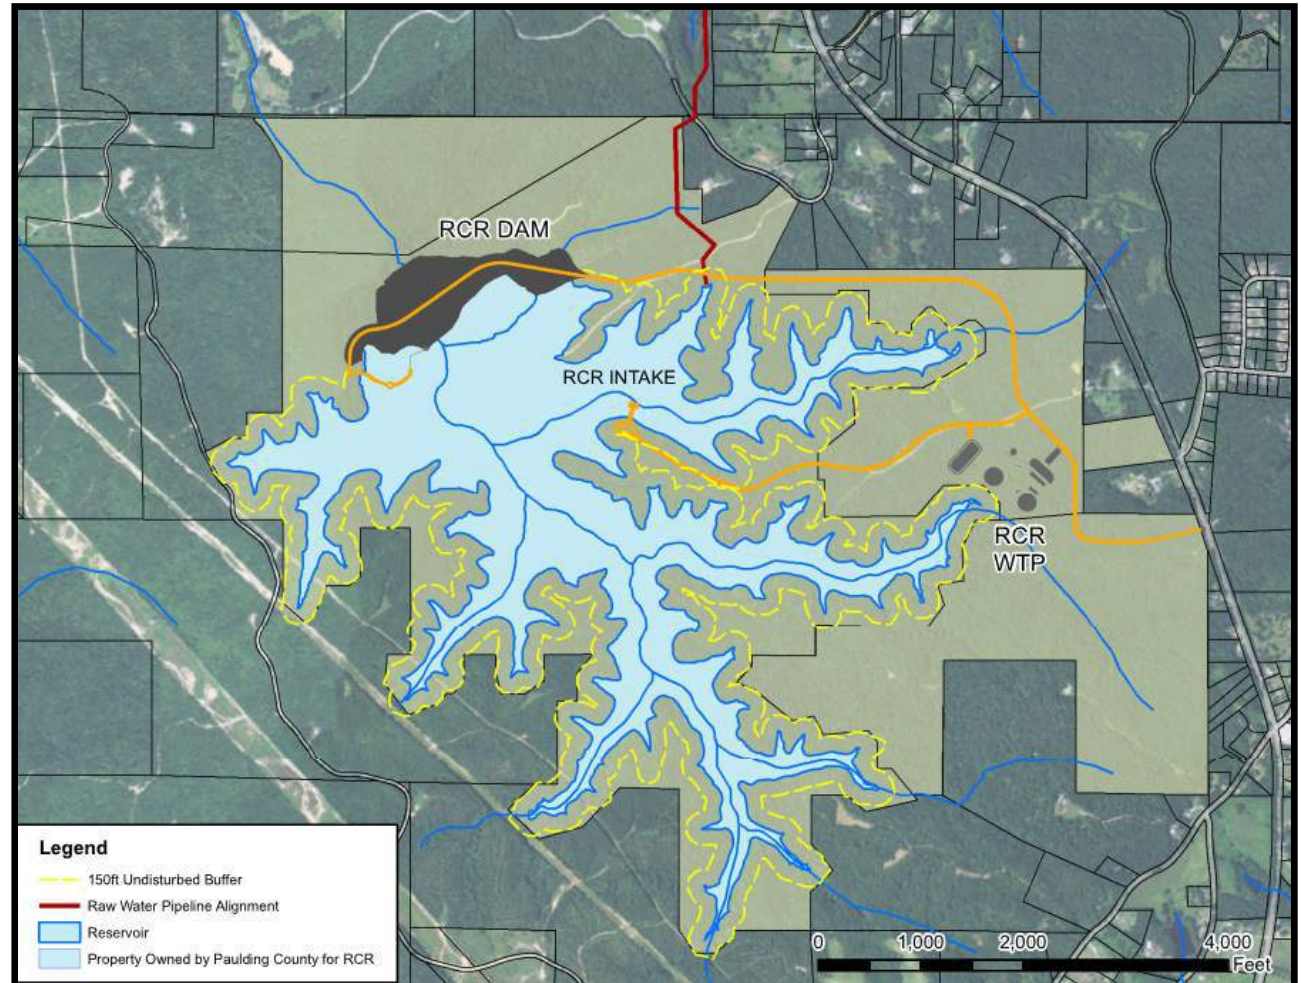 RCR DAM
RCR INTAKE
RCR
WTP
Legend
150ft Undisturbed Buffer
Raw Water Pipeline Alignment
Reservoir
Property Owned by Paulding County for RCR
0 1,000 2,000 4,000
Feet